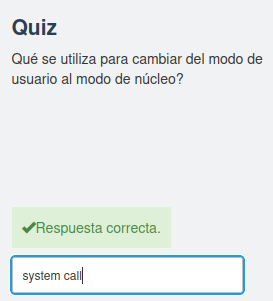 Quiz
Qué se utiliza para cambiar del modo de
usuario al modo de núcleo?
Respuesta correcta.
system call